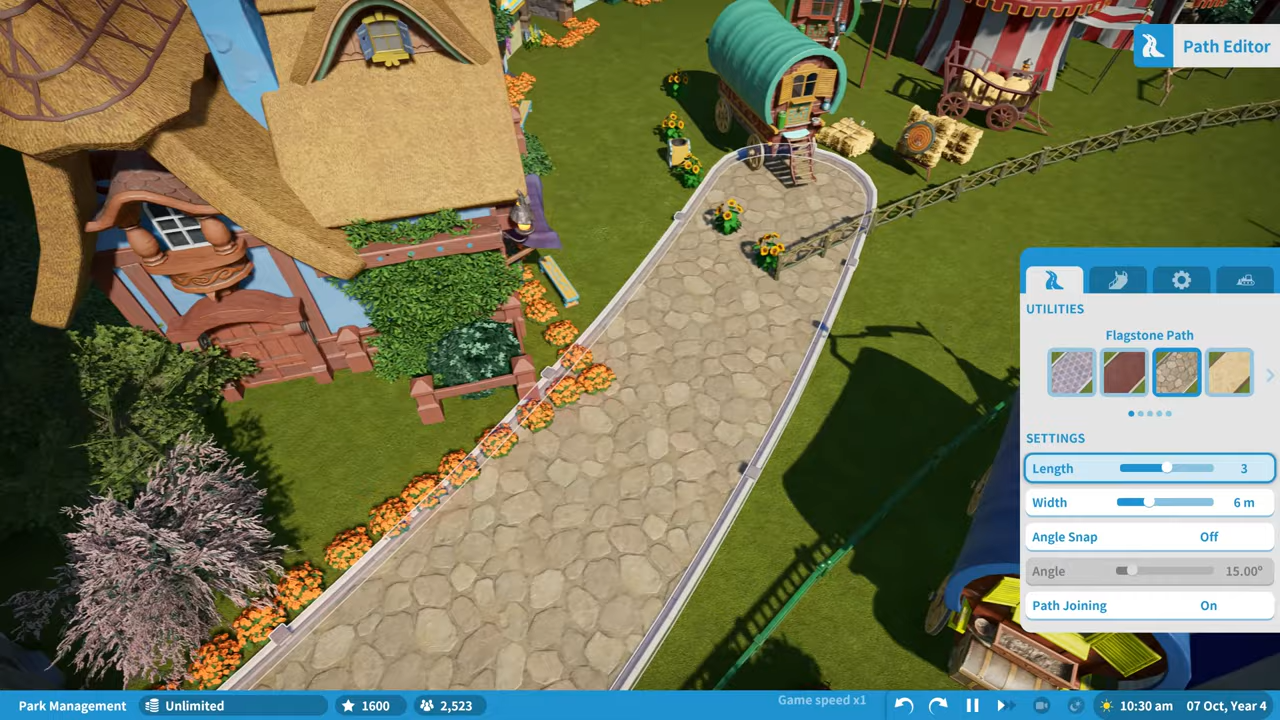 Path Editor
UTILITIES
Flagstone Path
SETTINGS
Length 3
Width 6 m
Angle Snap Off
Angle 15.00°
Path Joining On
Park Management Unlimited 1600 2,523 Game speed x1 10:30 am 07 Oct, Year 4